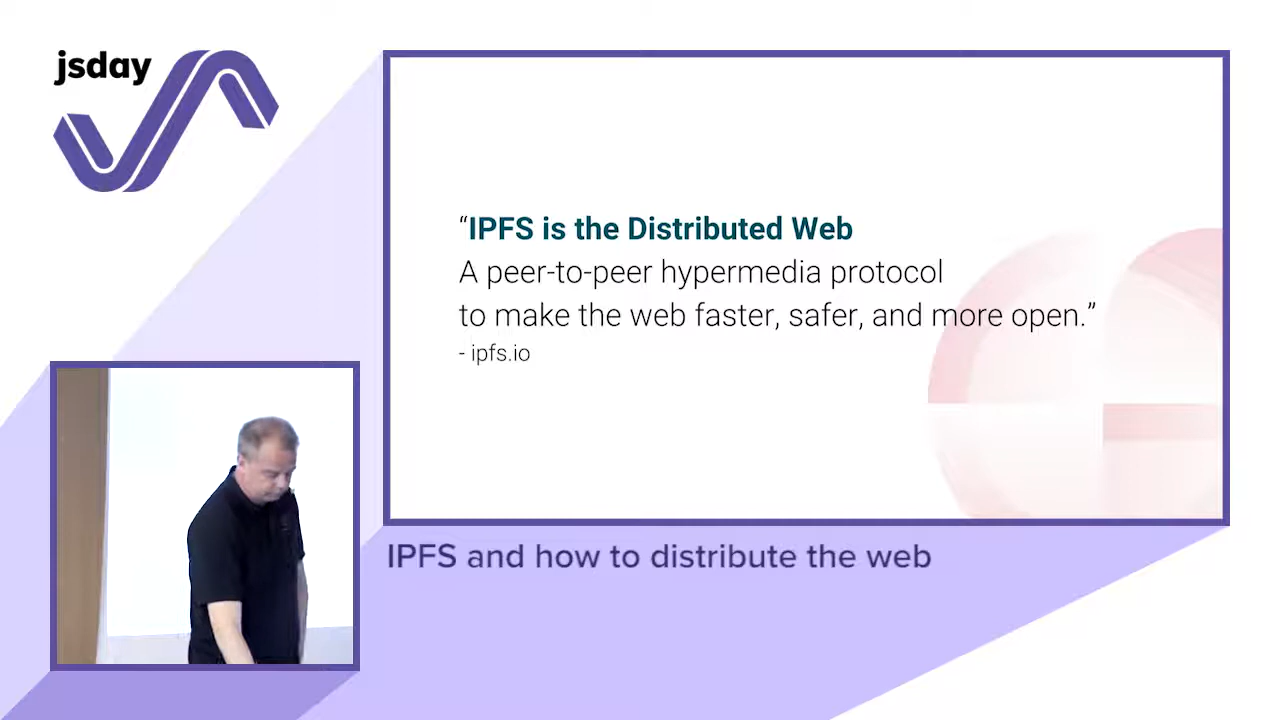 jsday
“IPFS is the Distributed Web
A peer-to-peer hypermedia protocol
to make the web faster, safer, and more open.”
- ipfs.io
IPFS and how to distribute the web